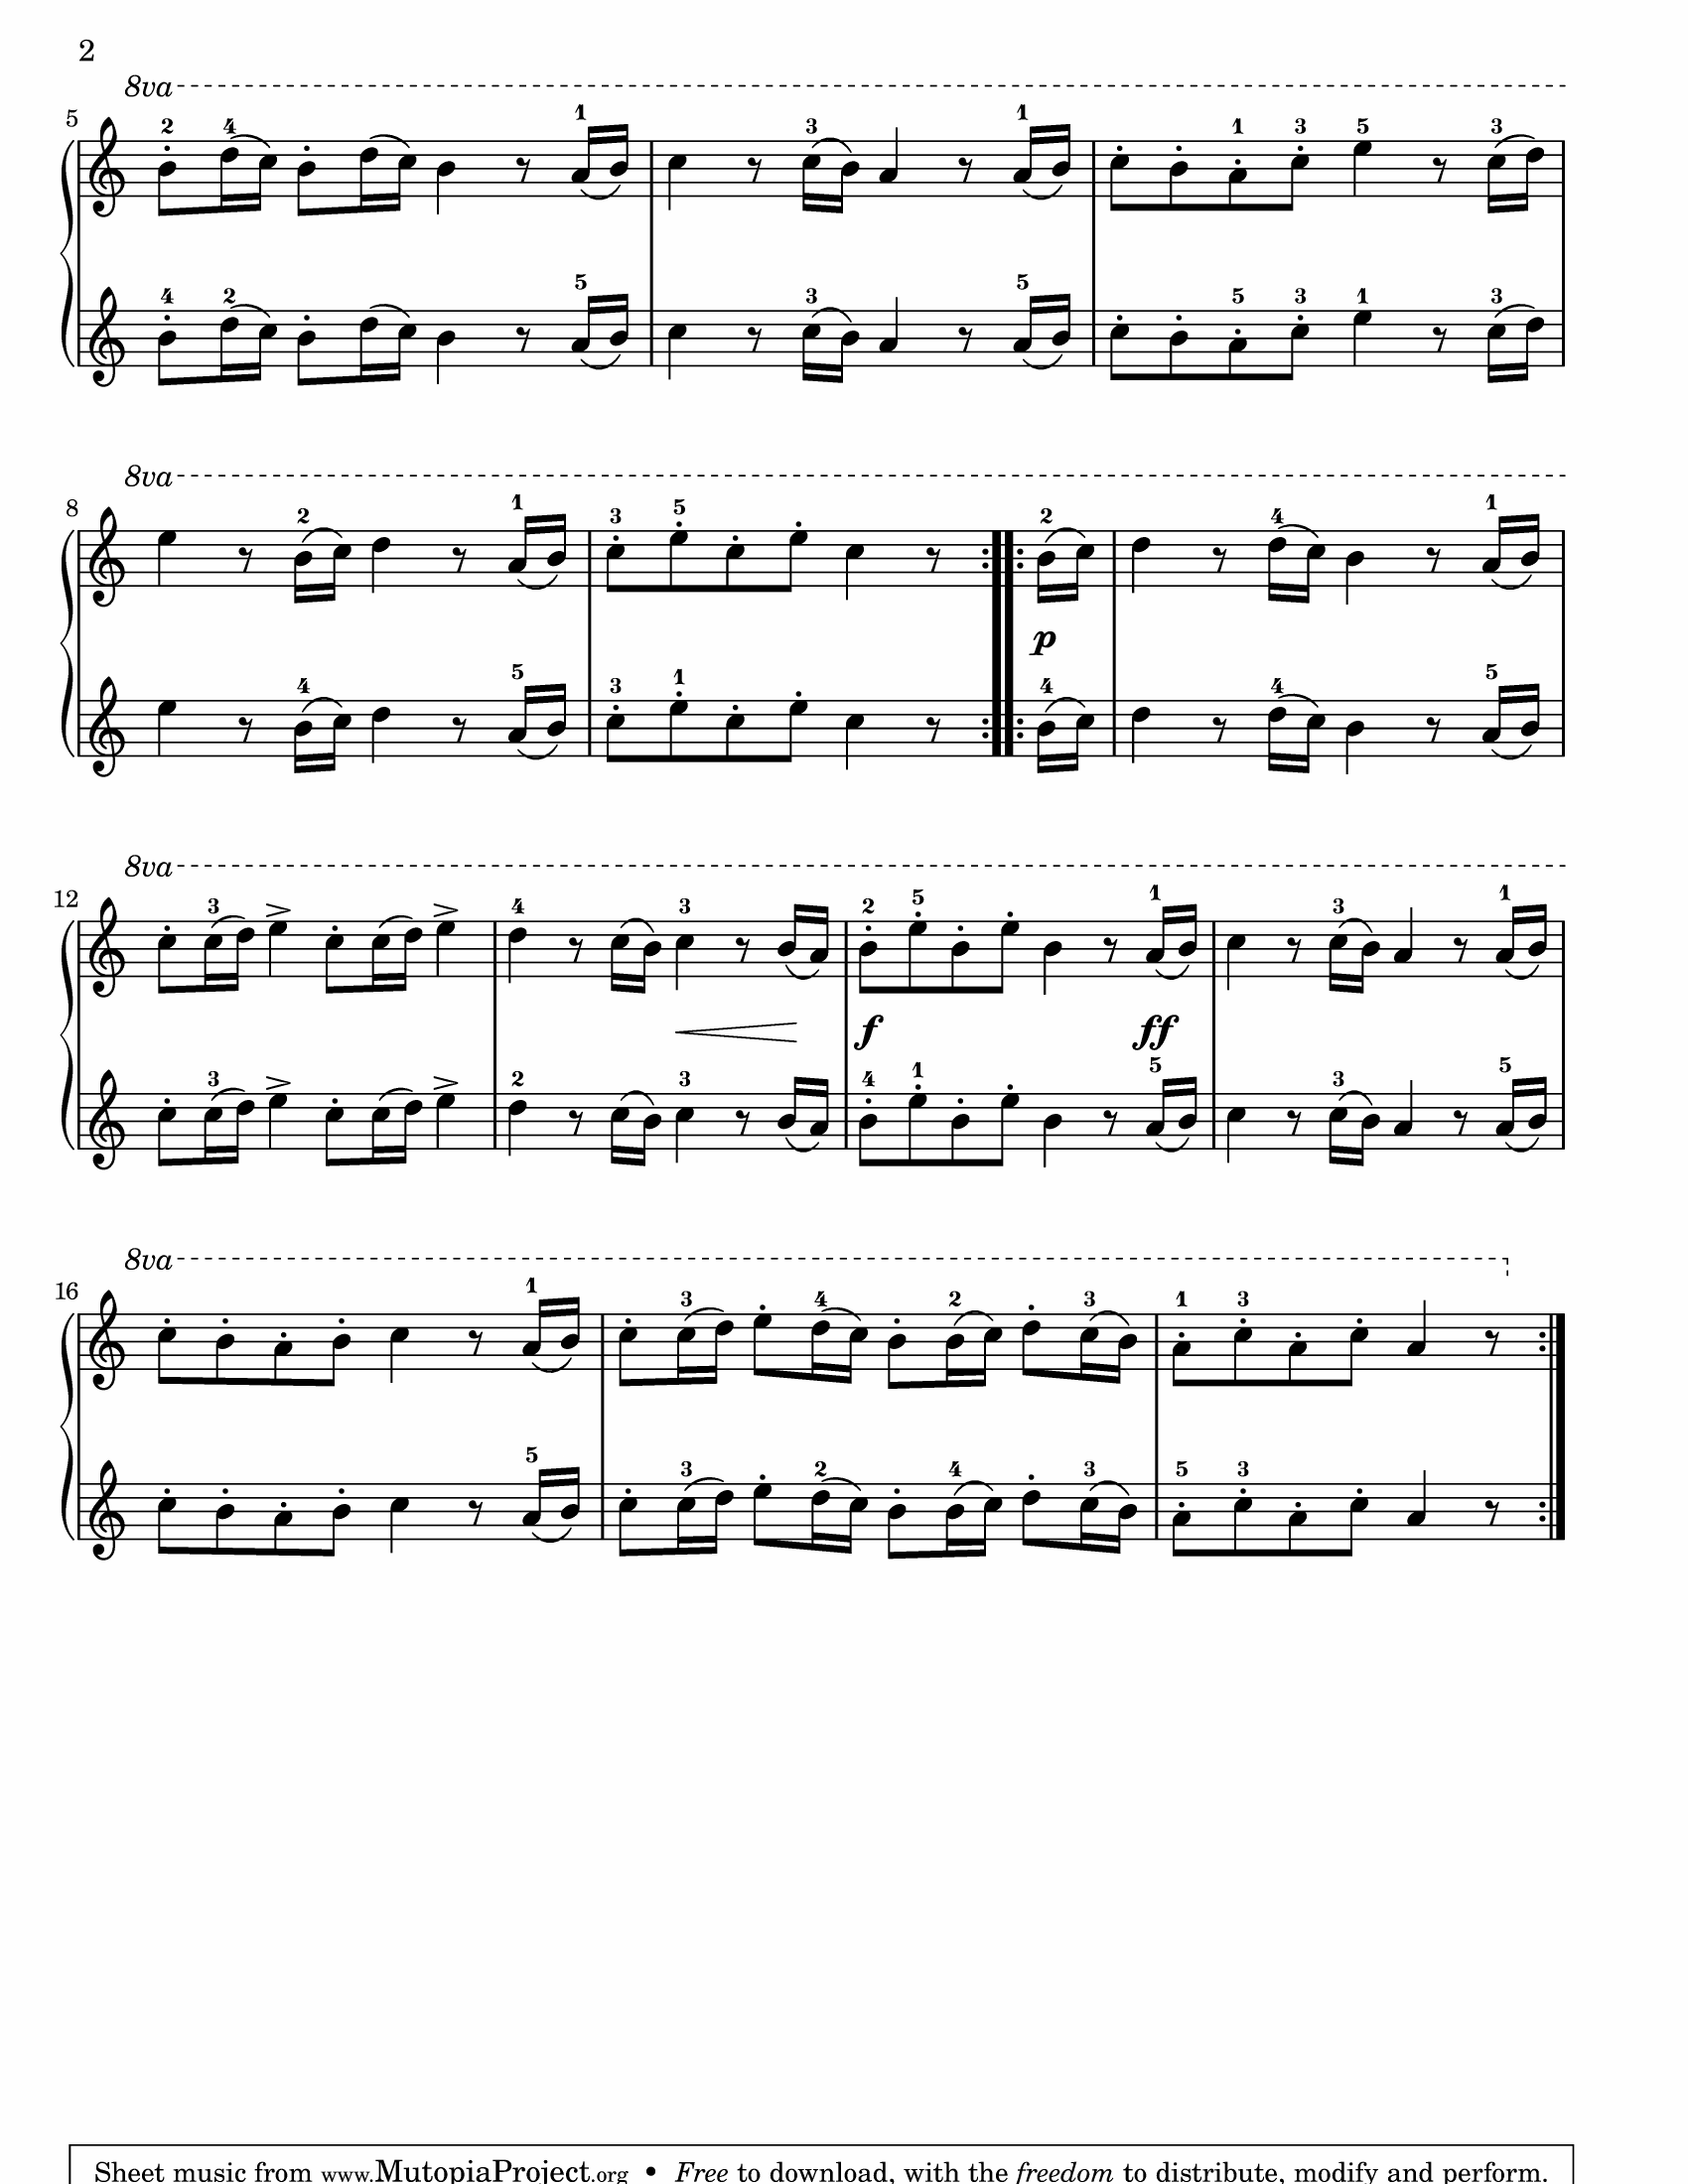 2
8va
5
2 4 1 3 1 1 3 5 3
4 2 5 3 5 5 3 1 3
8va
8
2 1 3 5 2 4 1
p
4 5 3 1 4 4 5
8va
12
3 4 3 2 5 1 3 1
f ff
3 2 3 4 1 5 3 5
8va
16
1 3 4 2 3 1 3
5 3 2 4 3 5 3
Sheet music from www.MutopiaProject.org • Free to download, with the freedom to distribute, modify and perform.